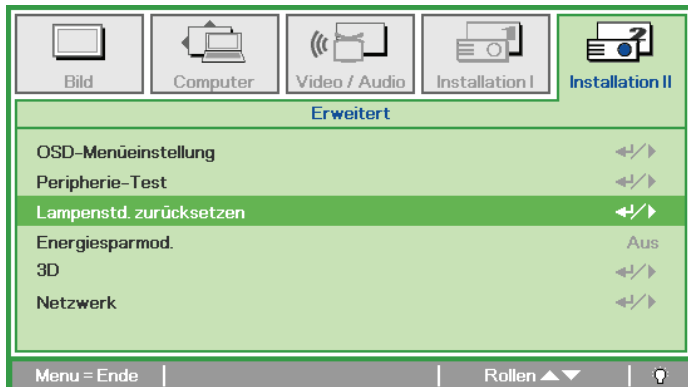 Bild
Computer
Video / Audio
Installation I
2
Installation II
Erweitert
OSD-Menüeinstellung
Peripherie-Test
Lampenstd. zurücksetzen
Energiesparmod. Aus
3D
Netzwerk
Menu = Ende Rollen